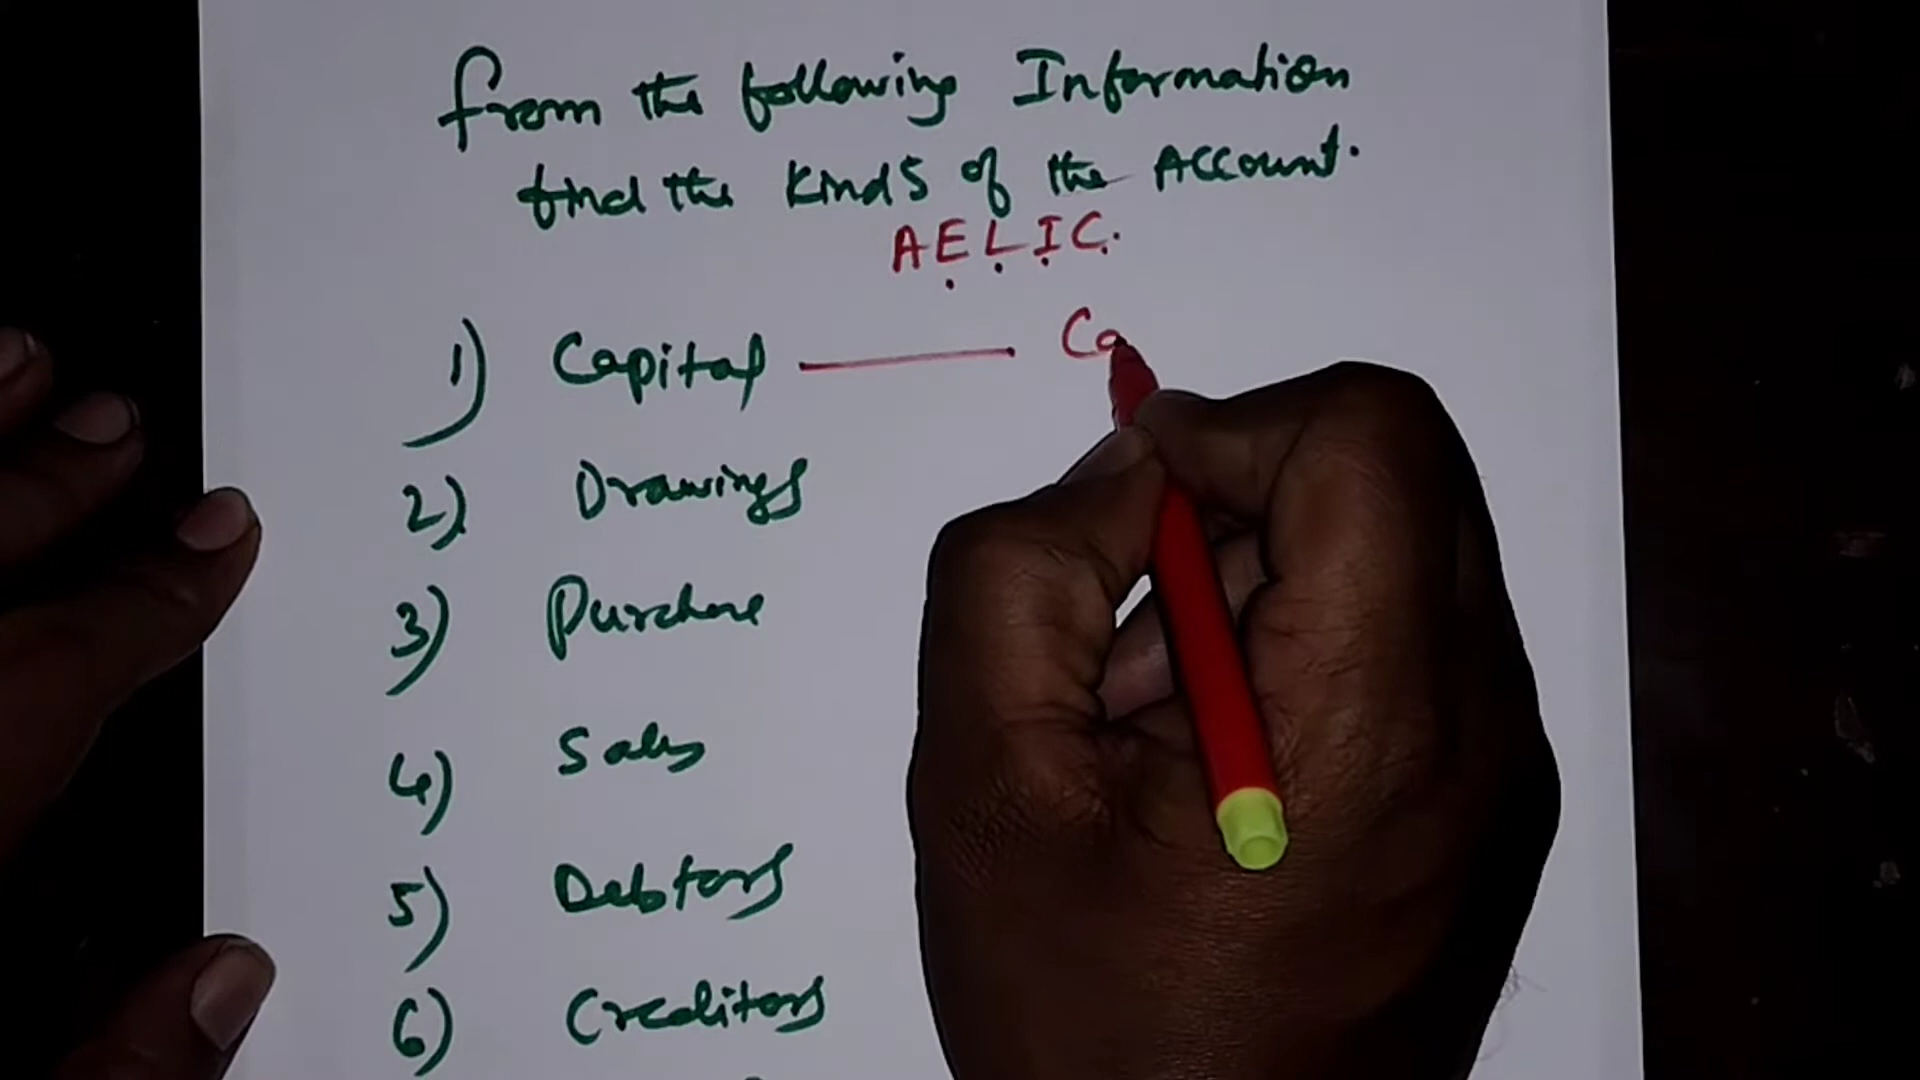 from the following Information
find the kinds of the Account.
AELIC.
1) Capital — Ca
2) Drawings
3) Purchase
4) Sales
5) Debtors
6) Creditors